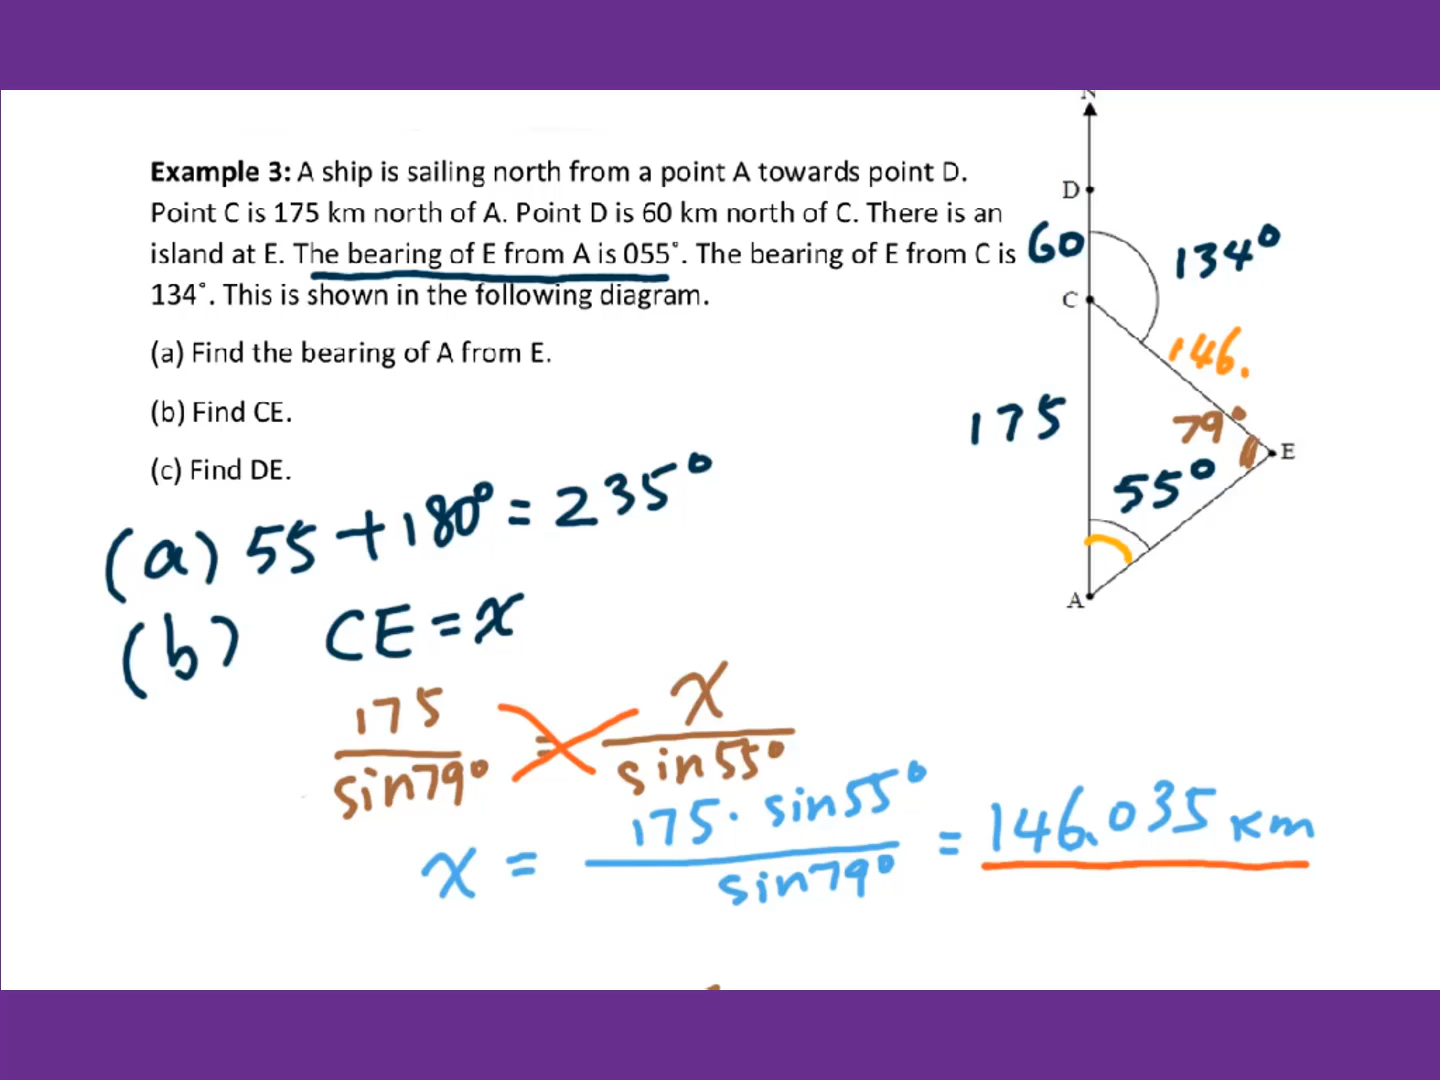 N
Example 3: A ship is sailing north from a point A towards point D.
Point C is 175 km north of A. Point D is 60 km north of C. There is an
island at E. The bearing of E from A is 055°. The bearing of E from C is
134°. This is shown in the following diagram.
(a) Find the bearing of A from E.
(b) Find CE.
(c) Find DE.
D
60
134°
C
146.
175
79°
E
55°
A
(a) 55 + 180° = 235°
(b) CE = x
175 / sin79° = x / sin55°
x = 175 · sin55° / sin79° = 146.035 km